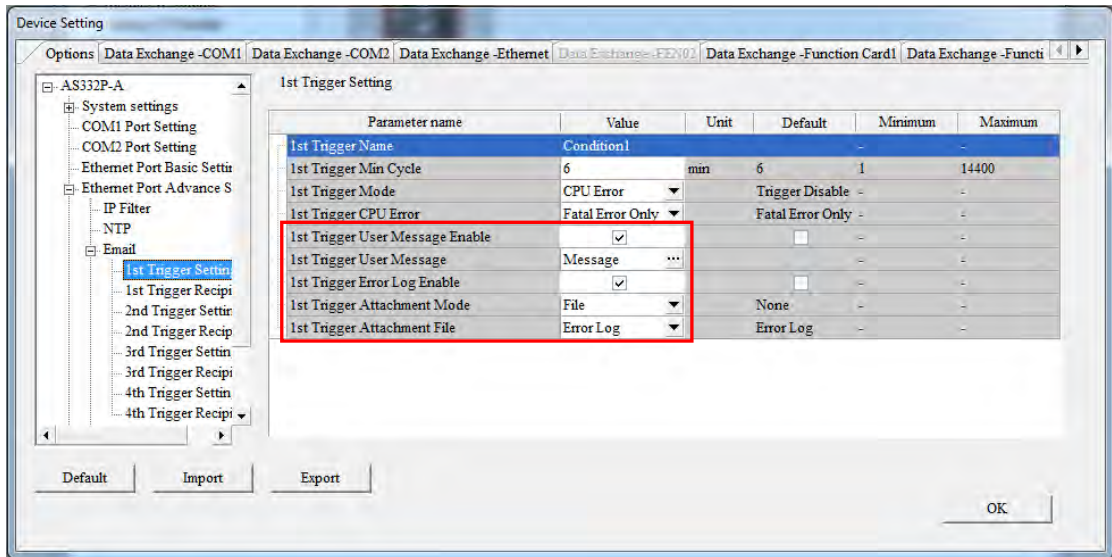 Device Setting
Options Data Exchange -COM1 Data Exchange -COM2 Data Exchange -Ethernet Data Exchange -FEN02 Data Exchange -Function Card1 Data Exchange -Functi
AS332P-A
System settings
COM1 Port Setting
COM2 Port Setting
Ethernet Port Basic Settin
Ethernet Port Advance S
IP Filter
NTP
Email
1st Trigger Setting
1st Trigger Recipi
2nd Trigger Settin
2nd Trigger Recip
3rd Trigger Settin
3rd Trigger Recipi
4th Trigger Settin
4th Trigger Recipi
1st Trigger Setting
Parameter name Value Unit Default Minimum Maximum
1st Trigger Name Condition1 - -
1st Trigger Min Cycle 6 min 6 1 14400
1st Trigger Mode CPU Error Trigger Disable - -
1st Trigger CPU Error Fatal Error Only Fatal Error Only - -
1st Trigger User Message Enable - -
1st Trigger User Message Message ... - -
1st Trigger Error Log Enable - -
1st Trigger Attachment Mode File None - -
1st Trigger Attachment File Error Log Error Log - -
Default Import Export
OK